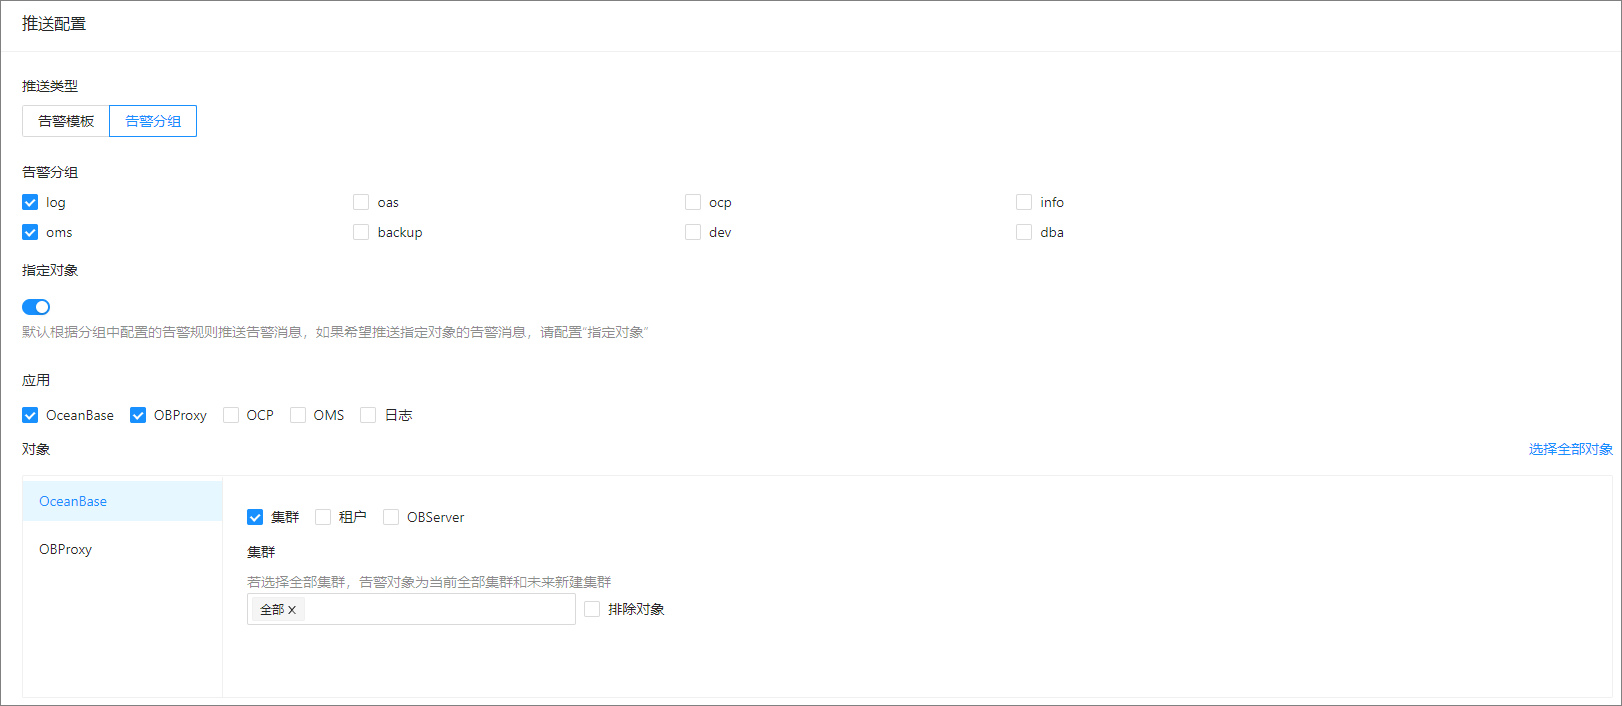 推送配置
推送类型
告警模板 告警分组
告警分组
log oas ocp info
oms backup dev dba
指定对象
默认根据分组中配置的告警规则推送告警消息，如果希望推送指定对象的告警消息，请配置“指定对象”
应用
OceanBase OBProxy OCP OMS 日志
对象 选择全部对象
OceanBase
集群 租户 OBServer
OBProxy
集群
若选择全部集群，告警对象为当前全部集群和未来新建集群
全部 X 排除对象